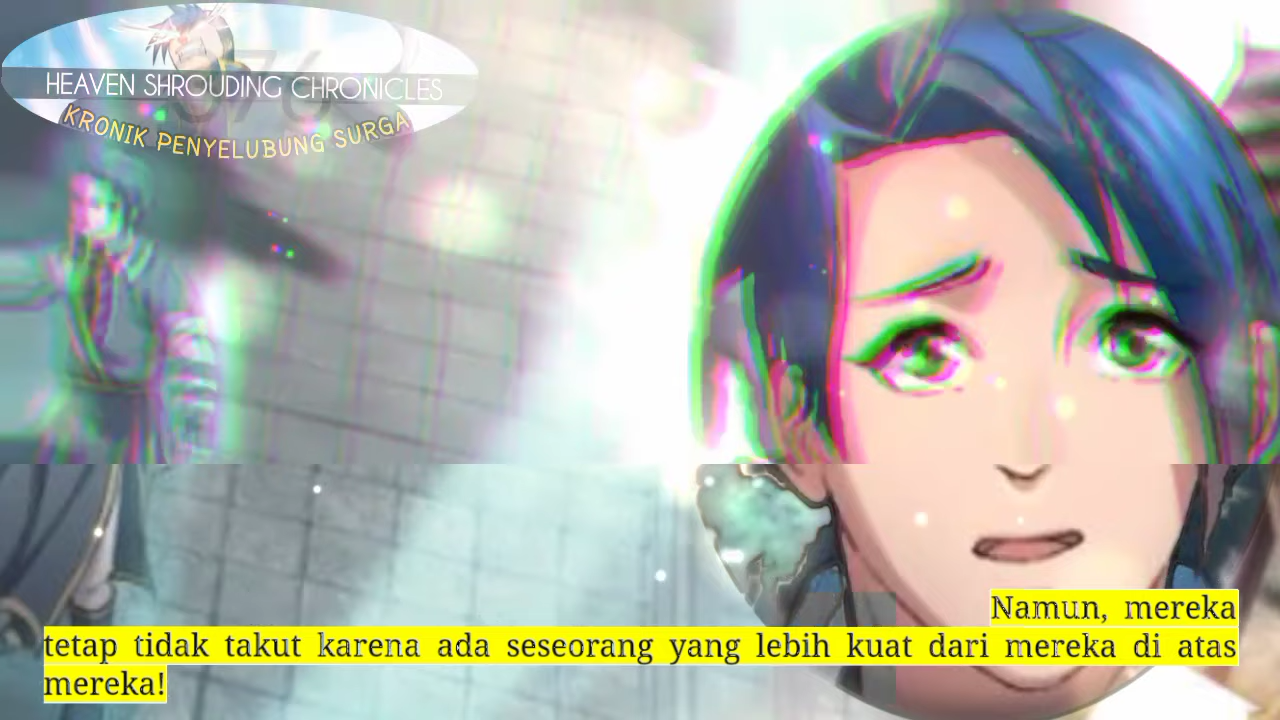 076
HEAVEN SHROUDING CHRONICLES
KRONIK PENYELUBUNG SURGA
Namun, mereka
tetap tidak takut karena ada seseorang yang lebih kuat dari mereka di atas
mereka!